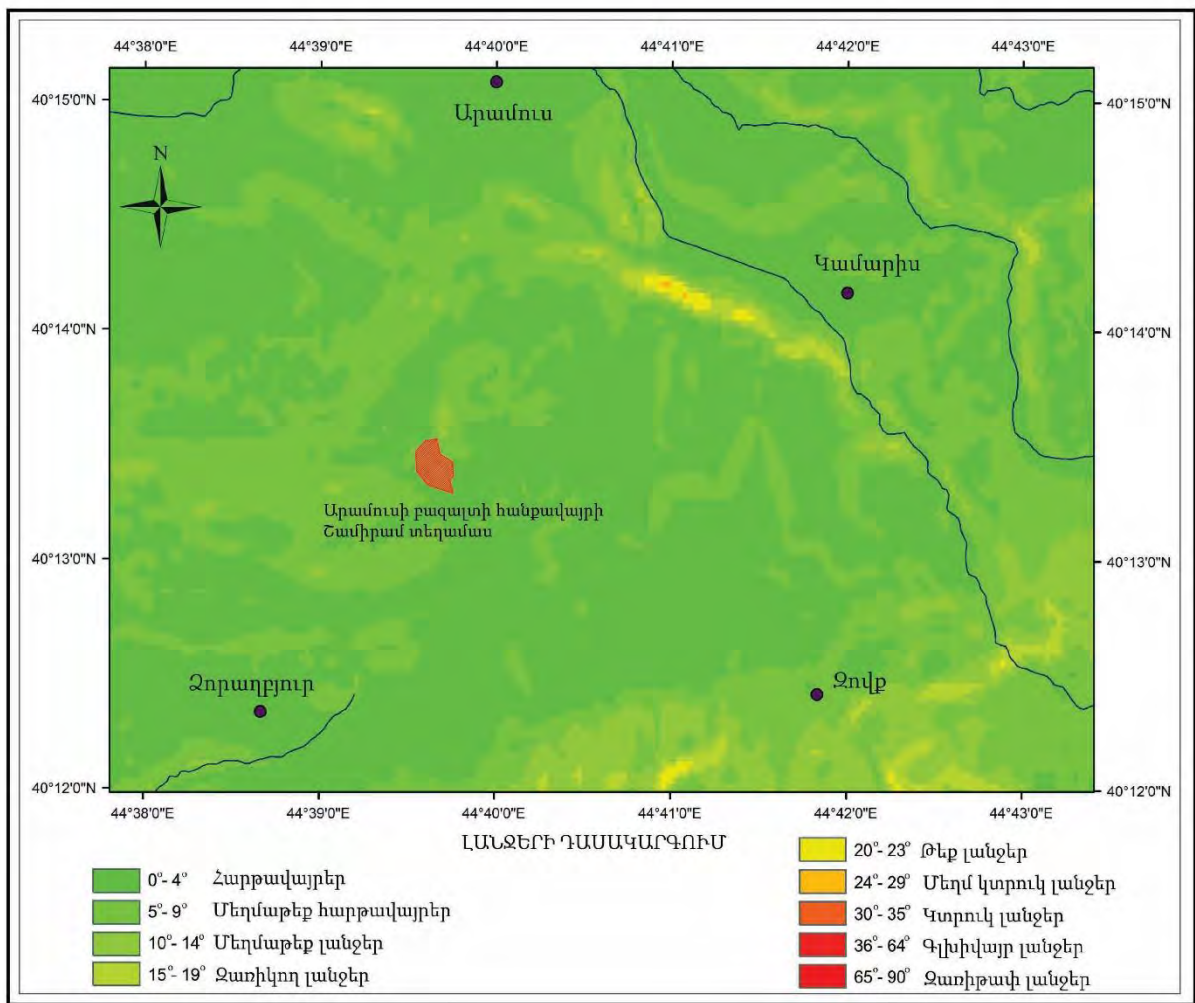 44°38'0"E 44°39'0"E 44°40'0"E 44°41'0"E 44°42'0"E 44°43'0"E
40°15'0"N 40°15'0"N
Արամուս
N
Կամարիս
40°14'0"N 40°14'0"N
Արամուսի բազալտի հանքավայրի
Շամիրամ տեղամաս
40°13'0"N 40°13'0"N
Ձորաղբյուր
Զովք
40°12'0"N 40°12'0"N
44°38'0"E 44°39'0"E 44°40'0"E 44°41'0"E 44°42'0"E 44°43'0"E
ԼԱՆՋԵՐԻ ԴԱՍԱԿԱՐԳՈՒՄ
0°- 4° Հարթավայրեր
5°- 9° Մեղմաթեք հարթավայրեր
10°- 14° Մեղմաթեք լանջեր
15°- 19° Զառիկող լանջեր
20°- 23° Թեք լանջեր
24°- 29° Մեղմ կտրուկ լանջեր
30°- 35° Կտրուկ լանջեր
36°- 64° Գլխիվայր լանջեր
65°- 90° Զառիթափ լանջեր